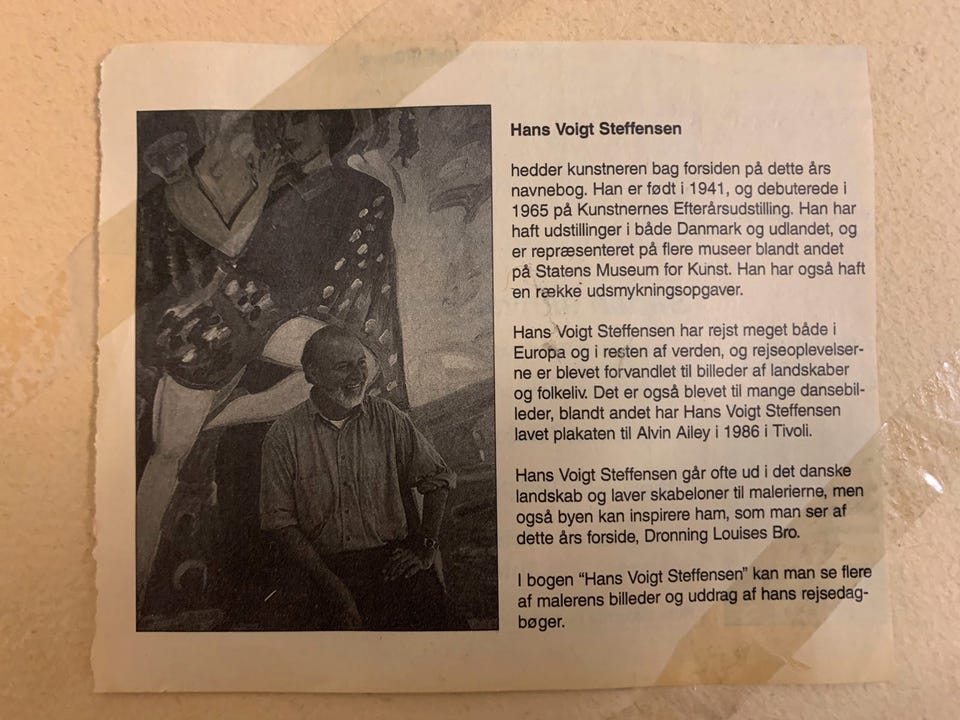 Hans Voigt Steffensen
hedder kunstneren bag forsiden på dette års
navnebog. Han er født i 1941, og debuterede i
1965 på Kunstnernes Efterårsudstilling. Han har
haft udstillinger i både Danmark og udlandet, og
er repræsenteret på flere museer blandt andet
på Statens Museum for Kunst. Han har også haft
en række udsmykningsopgaver.
Hans Voigt Steffensen har rejst meget både i
Europa og i resten af verden, og rejseoplevelser-
ne er blevet forvandlet til billeder af landskaber
og folkeliv. Det er også blevet til mange dansebil-
leder, blandt andet har Hans Voigt Steffensen
lavet plakaten til Alvin Ailey i 1986 i Tivoli.
Hans Voigt Steffensen går ofte ud i det danske
landskab og laver skabeloner til malerierne, men
også byen kan inspirere ham, som man ser af
dette års forside, Dronning Louises Bro.
I bogen “Hans Voigt Steffensen” kan man se flere
af malerens billeder og uddrag af hans rejsedag-
bøger.